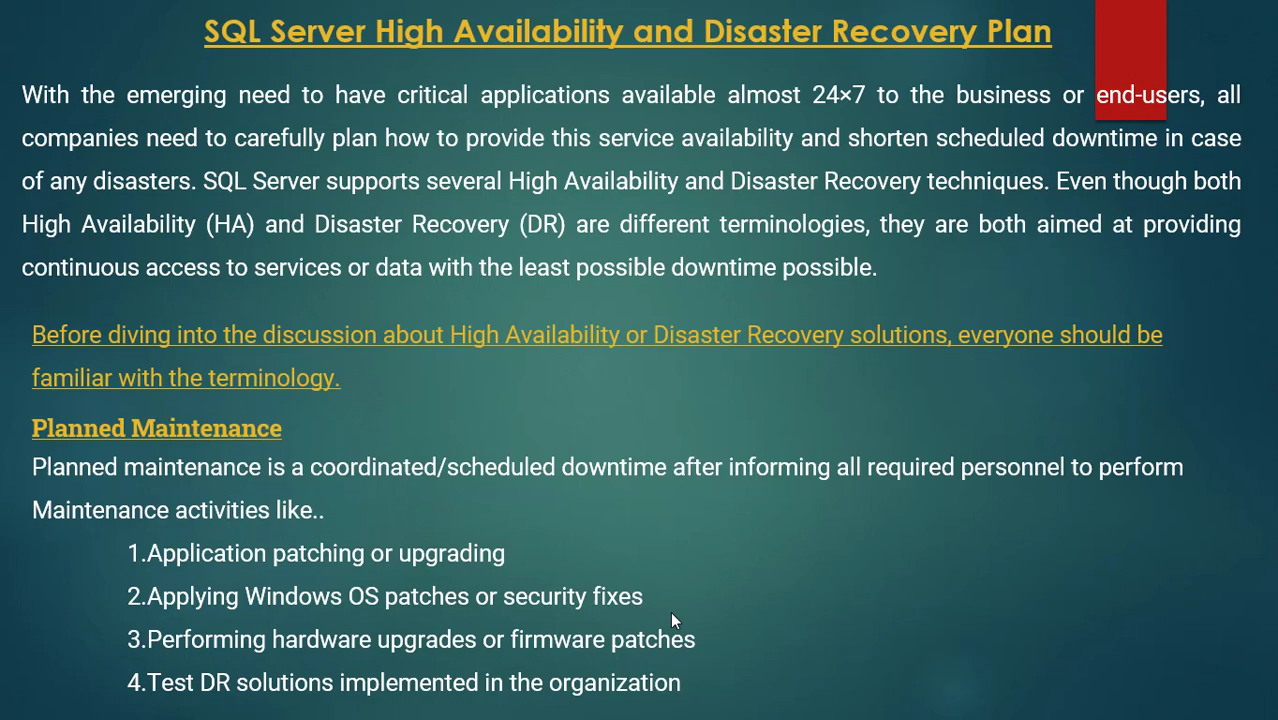 SQL Server High Availability and Disaster Recovery Plan
With the emerging need to have critical applications available almost 24×7 to the business or end-users, all
companies need to carefully plan how to provide this service availability and shorten scheduled downtime in case
of any disasters. SQL Server supports several High Availability and Disaster Recovery techniques. Even though both
High Availability (HA) and Disaster Recovery (DR) are different terminologies, they are both aimed at providing
continuous access to services or data with the least possible downtime possible.
Before diving into the discussion about High Availability or Disaster Recovery solutions, everyone should be
familiar with the terminology.
Planned Maintenance
Planned maintenance is a coordinated/scheduled downtime after informing all required personnel to perform
Maintenance activities like..
1.Application patching or upgrading
2.Applying Windows OS patches or security fixes
3.Performing hardware upgrades or firmware patches
4.Test DR solutions implemented in the organization